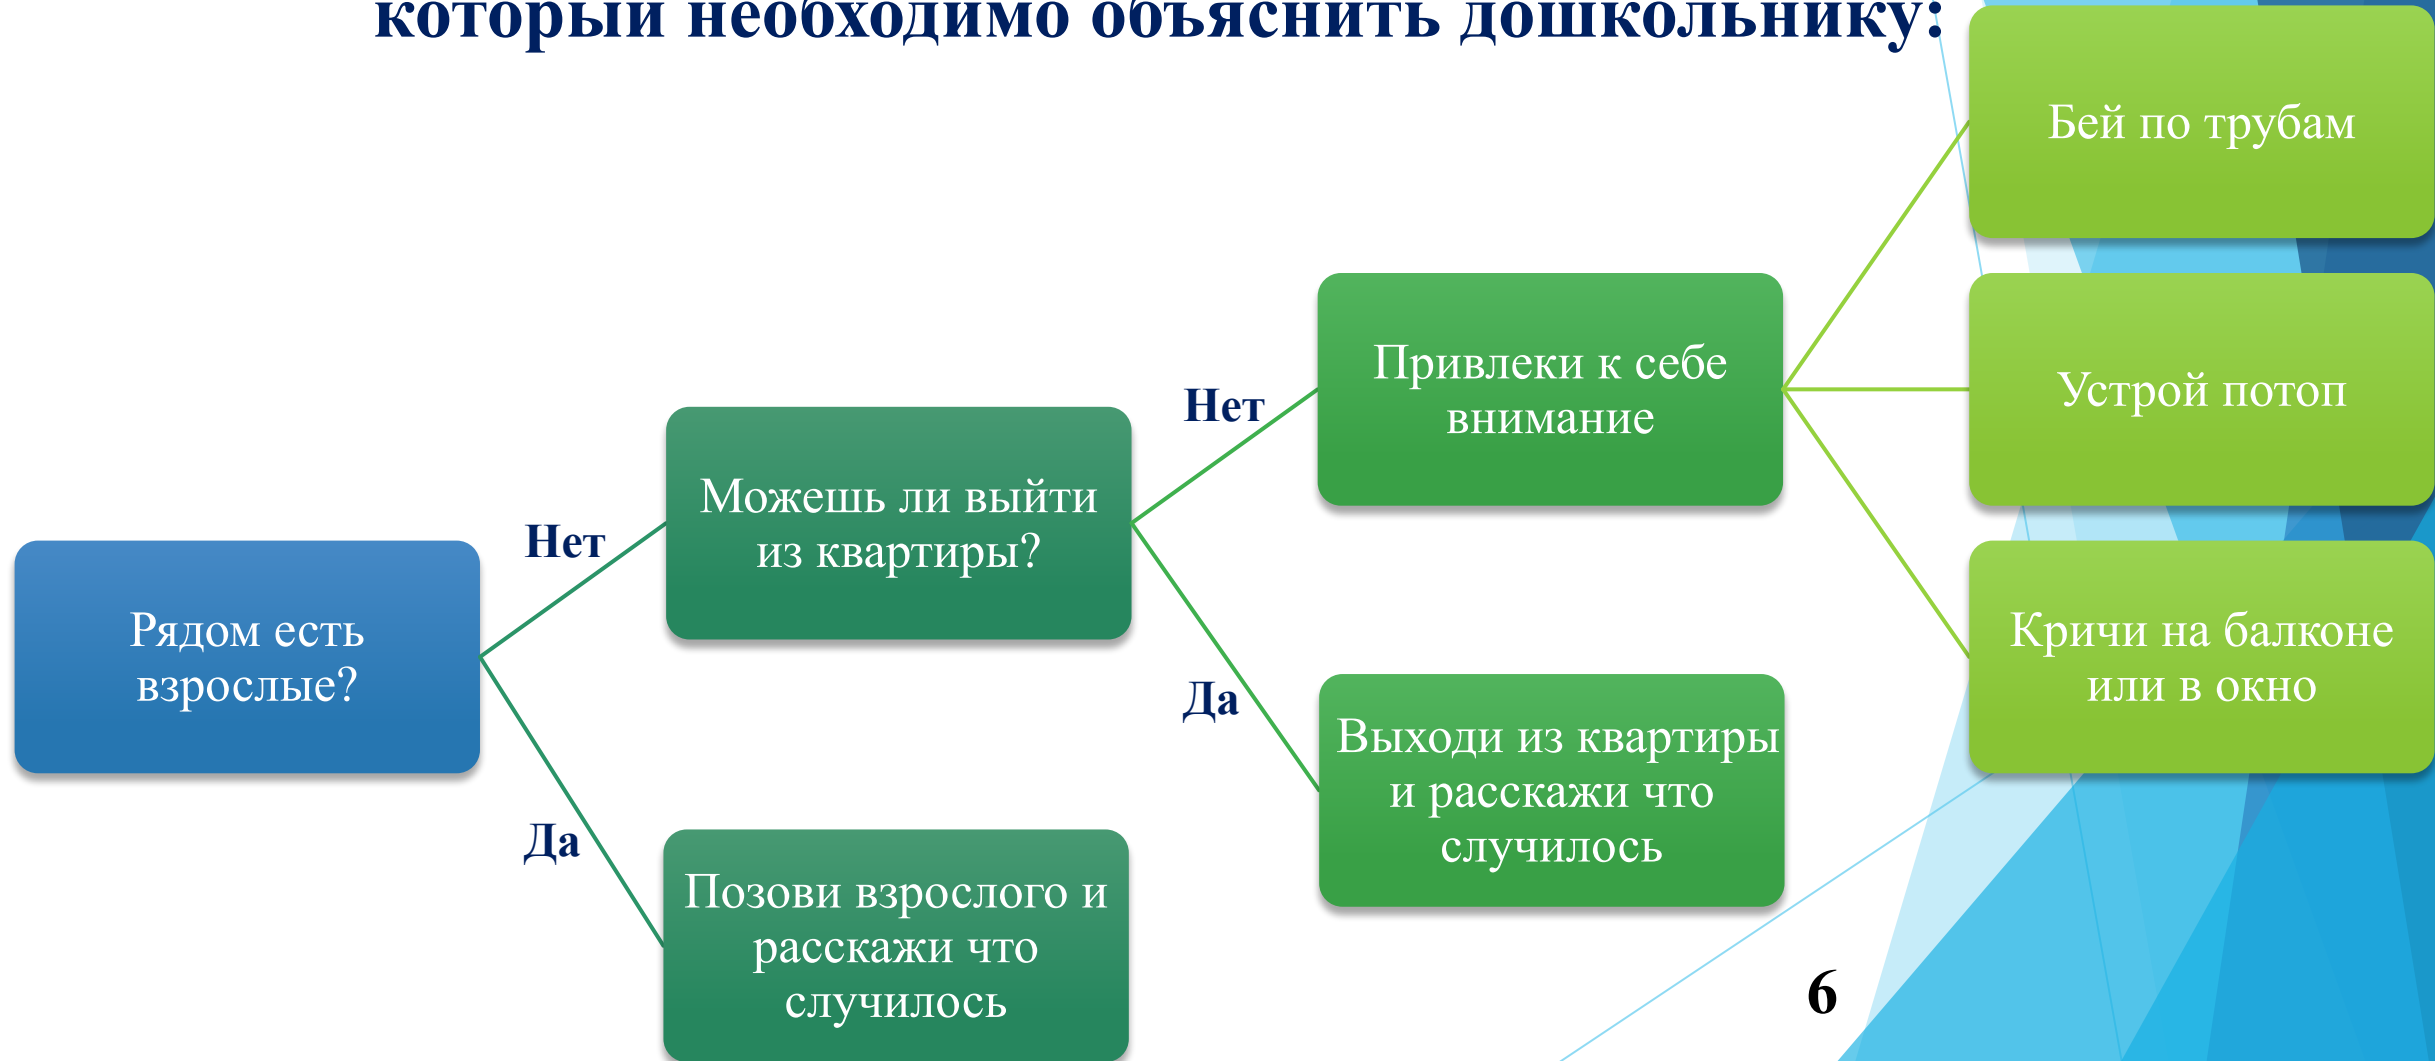 который необходимо объяснить дошкольнику:
Бей по трубам
Привлеки к себе
внимание
Устрой потоп
Нет
Можешь ли выйти
из квартиры?
Нет
Рядом есть
взрослые?
Кричи на балконе
или в окно
Да
Выходи из квартиры
и расскажи что
случилось
Да
Позови взрослого и
расскажи что
случилось
6